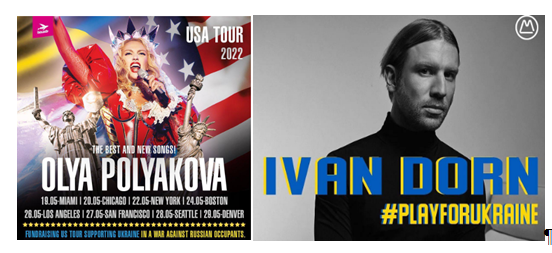 USA TOUR
2022
THE BEST AND NEW SONGS!
OLYA POLYAKOVA
19.05-MIAMI | 20.05-CHICAGO | 22.05-NEW YORK | 24.05-BOSTON
26.05-LOS ANGELES | 27.05-SAN FRANCISCO | 28.05-SEATTLE | 29.05-DENVER
FUNDRAISING US TOUR SUPPORTING UKRAINE IN A WAR AGAINST RUSSIAN OCCUPANTS.
IVAN DORN
#PLAYFORUKRAINE